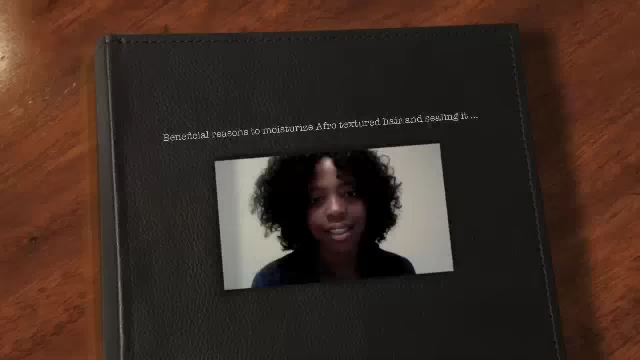 Beneficial reasons to moisturize Afro textured hair and sealing it ...